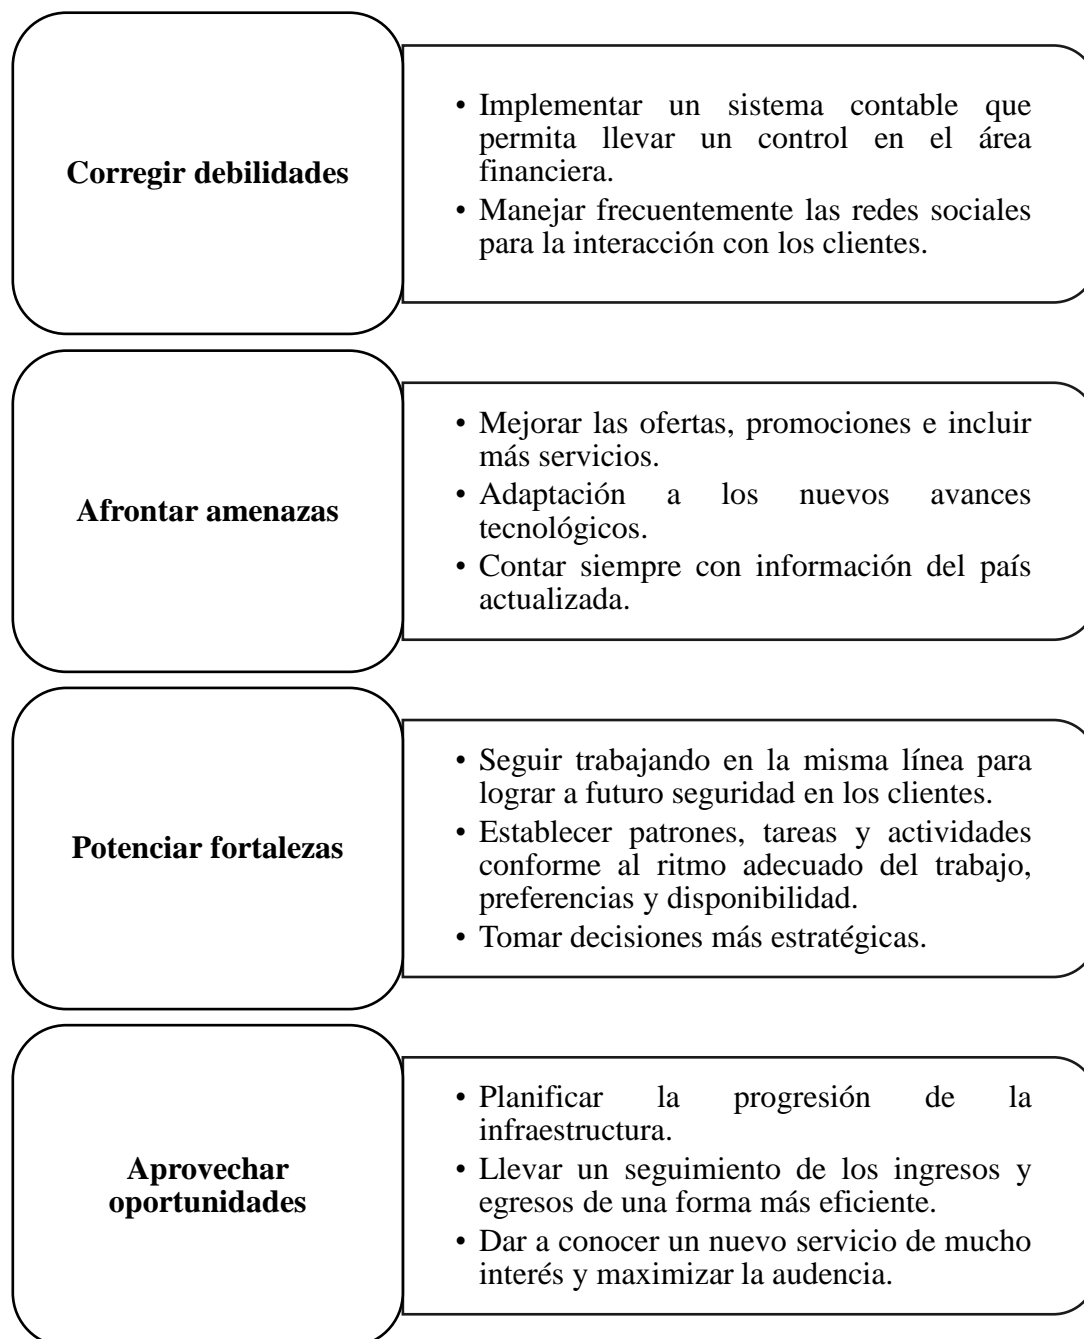 Corregir debilidades
• Implementar un sistema contable que
permita llevar un control en el área
financiera.
• Manejar frecuentemente las redes sociales
para la interacción con los clientes.
Afrontar amenazas
• Mejorar las ofertas, promociones e incluir
más servicios.
• Adaptación a los nuevos avances
tecnológicos.
• Contar siempre con información del país
actualizada.
Potenciar fortalezas
• Seguir trabajando en la misma línea para
lograr a futuro seguridad en los clientes.
• Establecer patrones, tareas y actividades
conforme al ritmo adecuado del trabajo,
preferencias y disponibilidad.
• Tomar decisiones más estratégicas.
Aprovechar
oportunidades
• Planificar la progresión de la
infraestructura.
• Llevar un seguimiento de los ingresos y
egresos de una forma más eficiente.
• Dar a conocer un nuevo servicio de mucho
interés y maximizar la audencia.